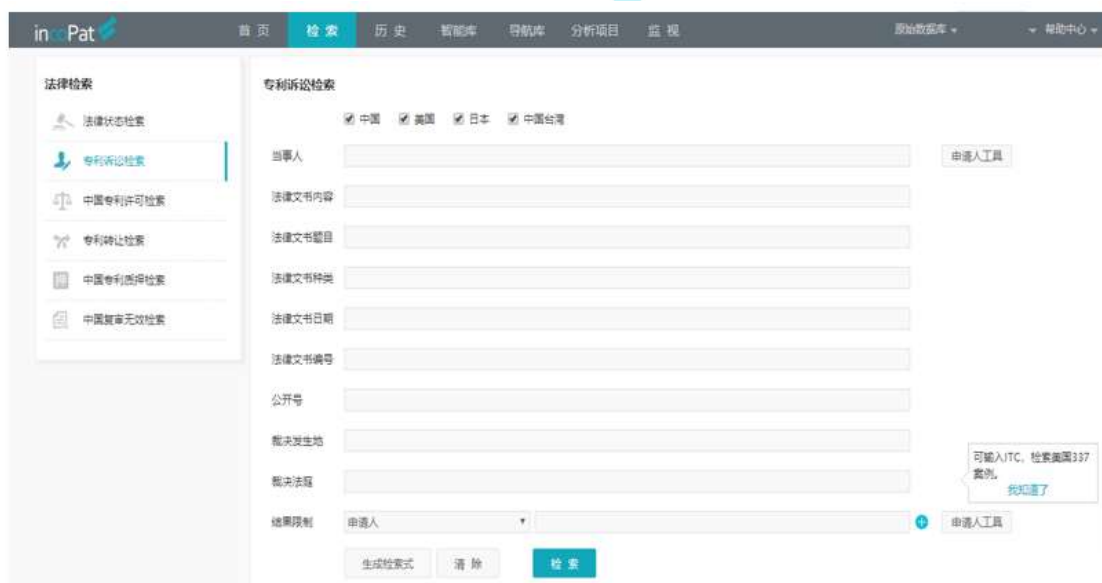 incoPat
首页 检索 历史 智能库 导航库 分析项目 监视 原始数据库 帮助中心
法律检索
法律状态检索
专利诉讼检索
中国专利许可检索
专利转让检索
中国专利质押检索
中国复审无效检索
专利诉讼检索
中国 美国 日本 中国台湾
当事人 申请人工具
法律文书内容
法律文书题目
法律文书种类
法律文书日期
法律文书编号
公开号
裁决发生地
裁决法庭
可输入ITC，检索美国337
案例。
我知道了
结果限制 申请人 申请人工具
生成检索式 清除 检索